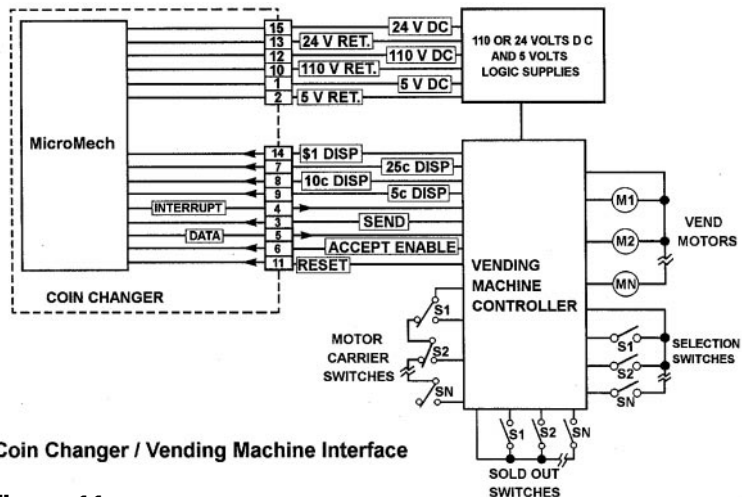 15
24 V DC
13
24 V RET.
12
110 V DC
10
110 V RET.
1
5 V DC
2
5 V RET.
110 OR 24 VOLTS D C
AND 5 VOLTS
LOGIC SUPPLIES
MicroMech
14
$1 DISP
7
25c DISP
8
10c DISP
9
5c DISP
INTERRUPT
4
3
SEND
DATA
5
6
ACCEPT ENABLE
11
RESET
COIN CHANGER
VENDING
MACHINE
CONTROLLER
M1
M2
MN
VEND
MOTORS
S1
S2
SN
MOTOR
CARRIER
SWITCHES
S1
S2
SN
SELECTION
SWITCHES
S1
S2
SN
SOLD OUT
SWITCHES
Coin Changer / Vending Machine Interface